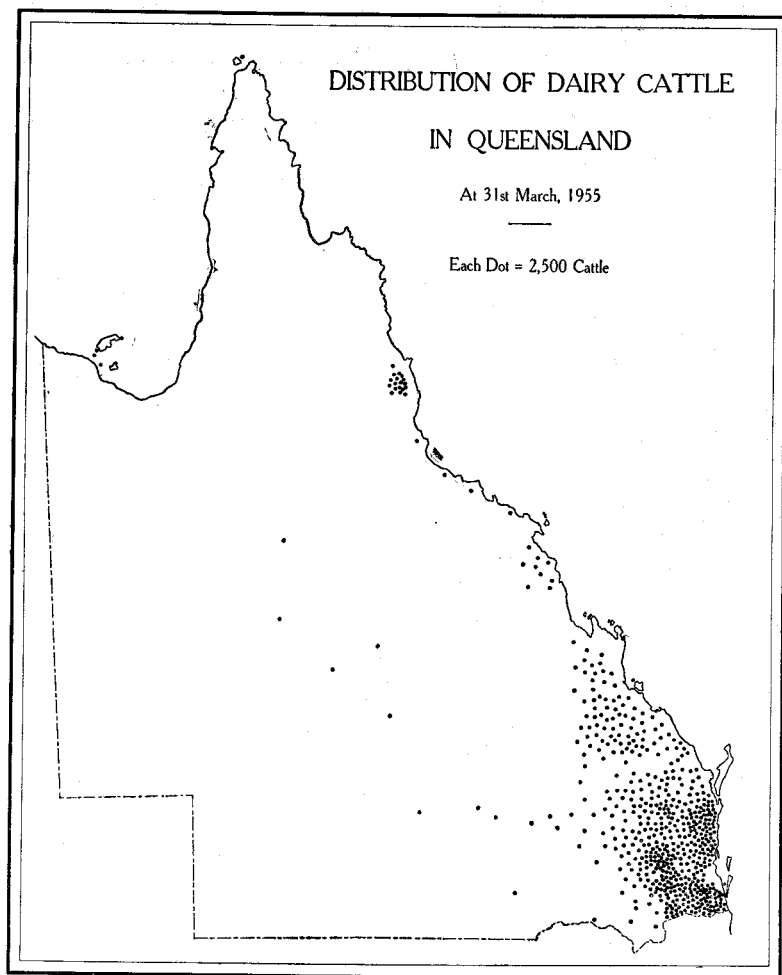 DISTRIBUTION OF DAIRY CATTLE
IN QUEENSLAND
At 31st March, 1955
Each Dot = 2,500 Cattle